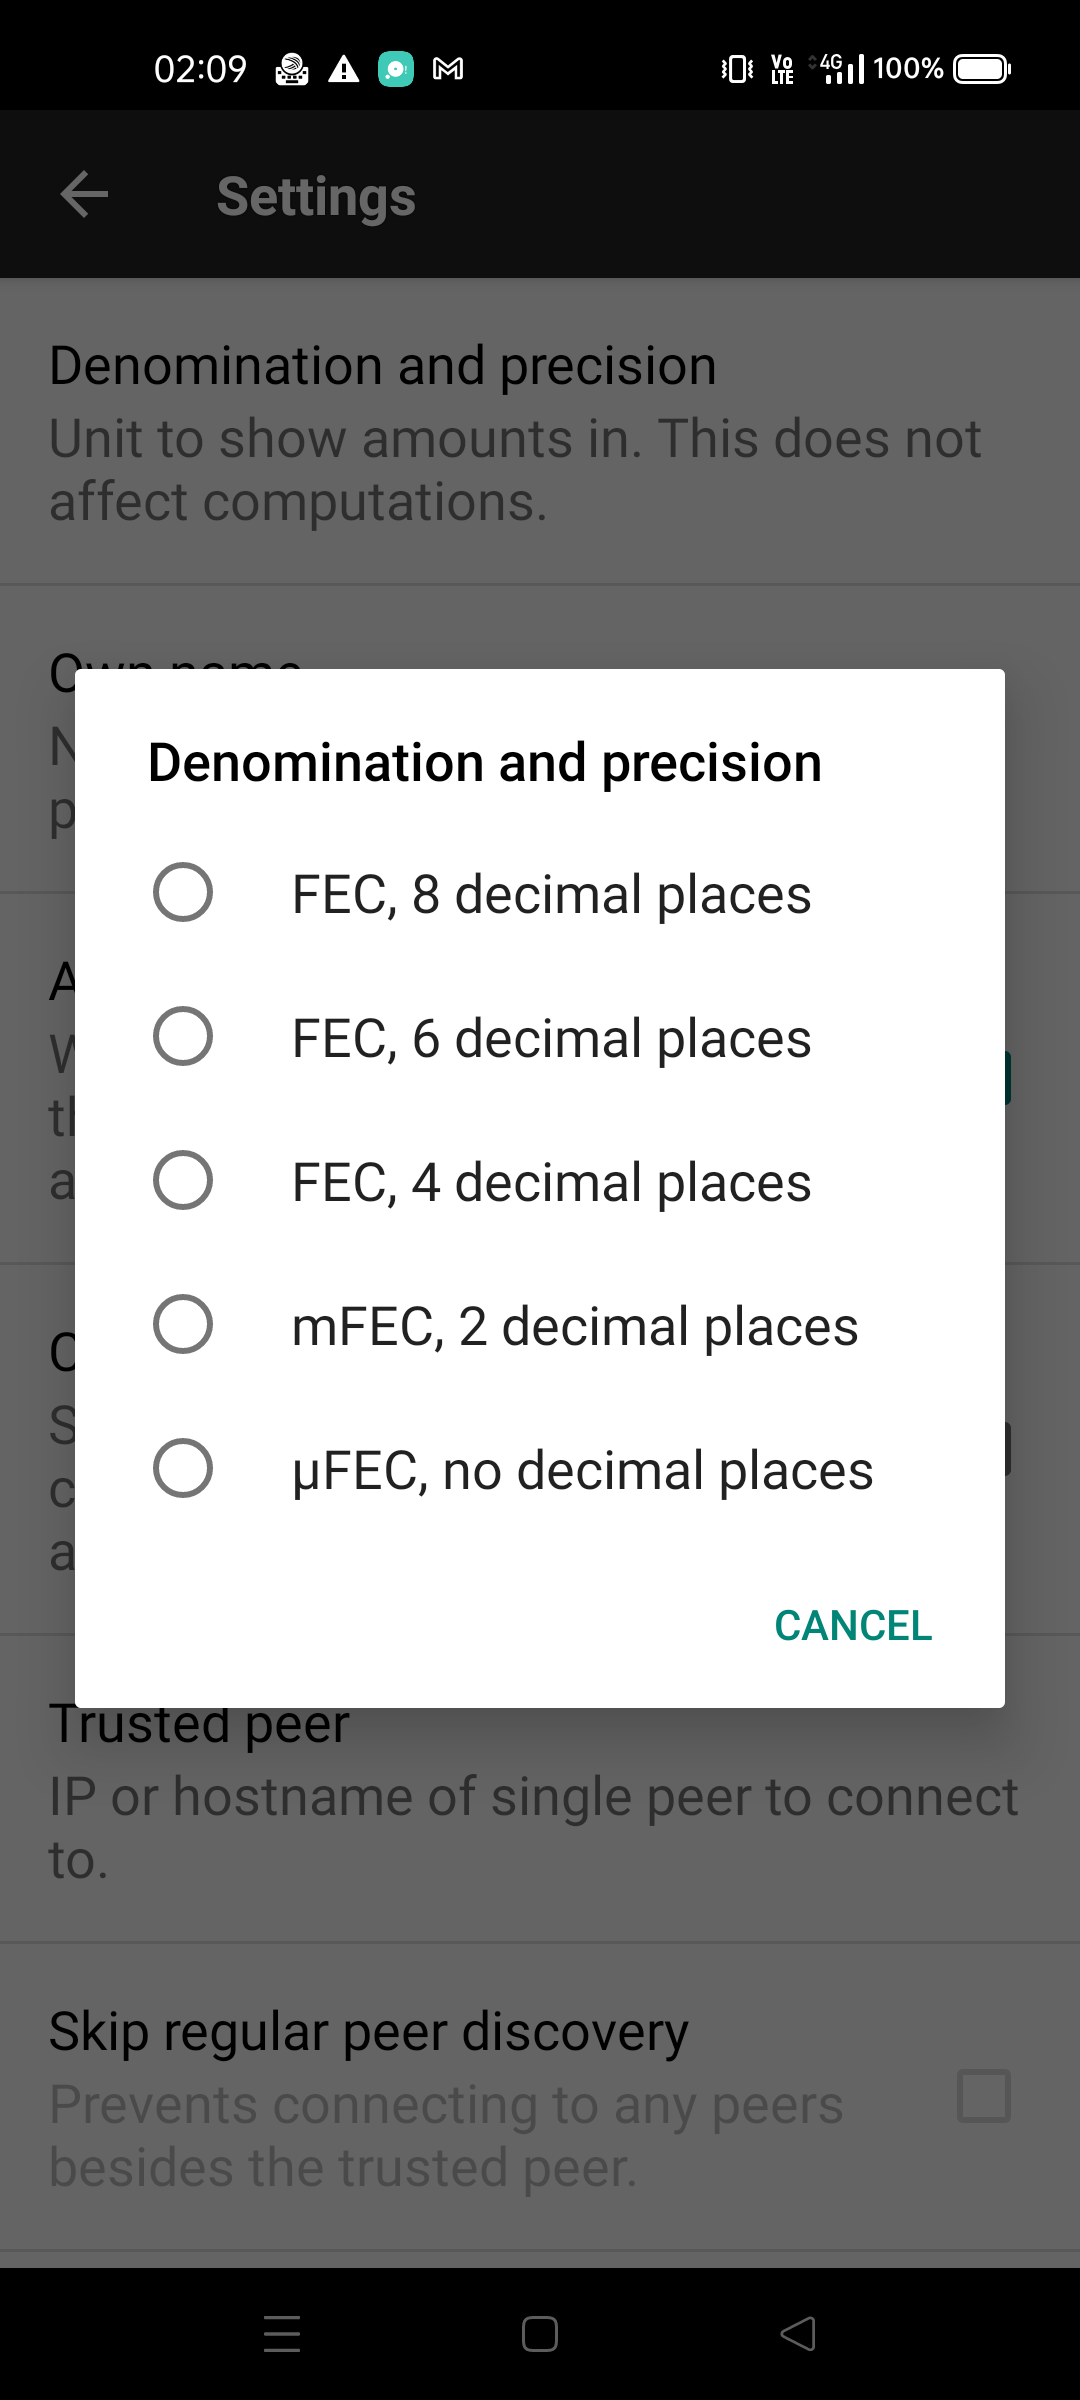 02:09
Vo LTE 4G 100%
Settings
Denomination and precision
Unit to show amounts in. This does not
affect computations.
Denomination and precision
FEC, 8 decimal places
FEC, 6 decimal places
FEC, 4 decimal places
mFEC, 2 decimal places
µFEC, no decimal places
CANCEL
Trusted peer
IP or hostname of single peer to connect
to.
Skip regular peer discovery
Prevents connecting to any peers
besides the trusted peer.